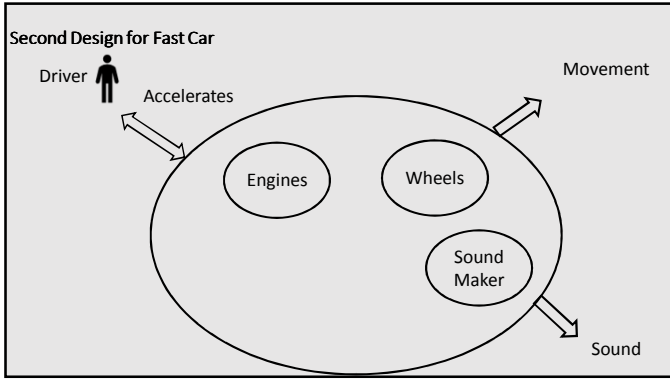 Second Design for Fast Car
Driver
Accelerates
Movement
Engines
Wheels
Sound
Maker
Sound